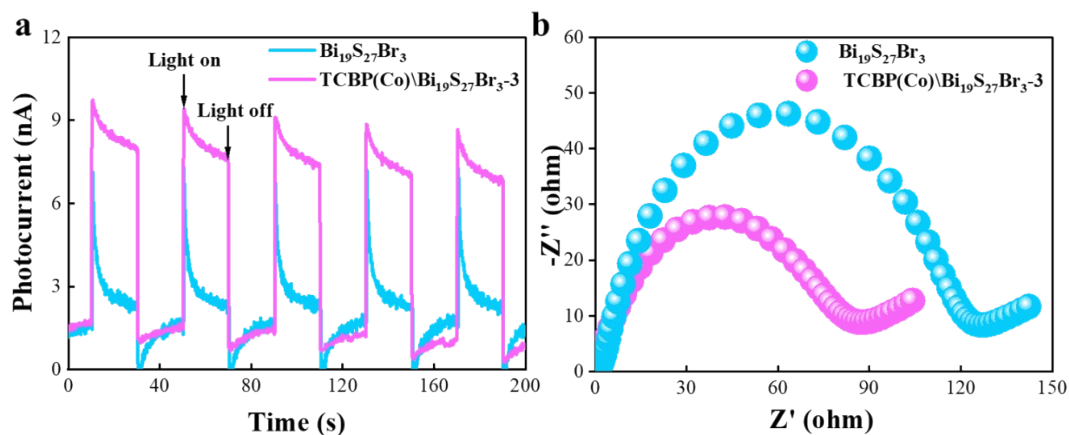 a
12
9
6
3
0
Photocurrent (nA)
Bi₁₉S₂₇Br₃
TCBP(Co)\Bi₁₉S₂₇Br₃-3
Light on
Light off
0 40 80 120 160 200
Time (s)
b
60
50
40
30
20
10
0
-Z'' (ohm)
Bi₁₉S₂₇Br₃
TCBP(Co)\Bi₁₉S₂₇Br₃-3
30 60 90 120 150
Z' (ohm)